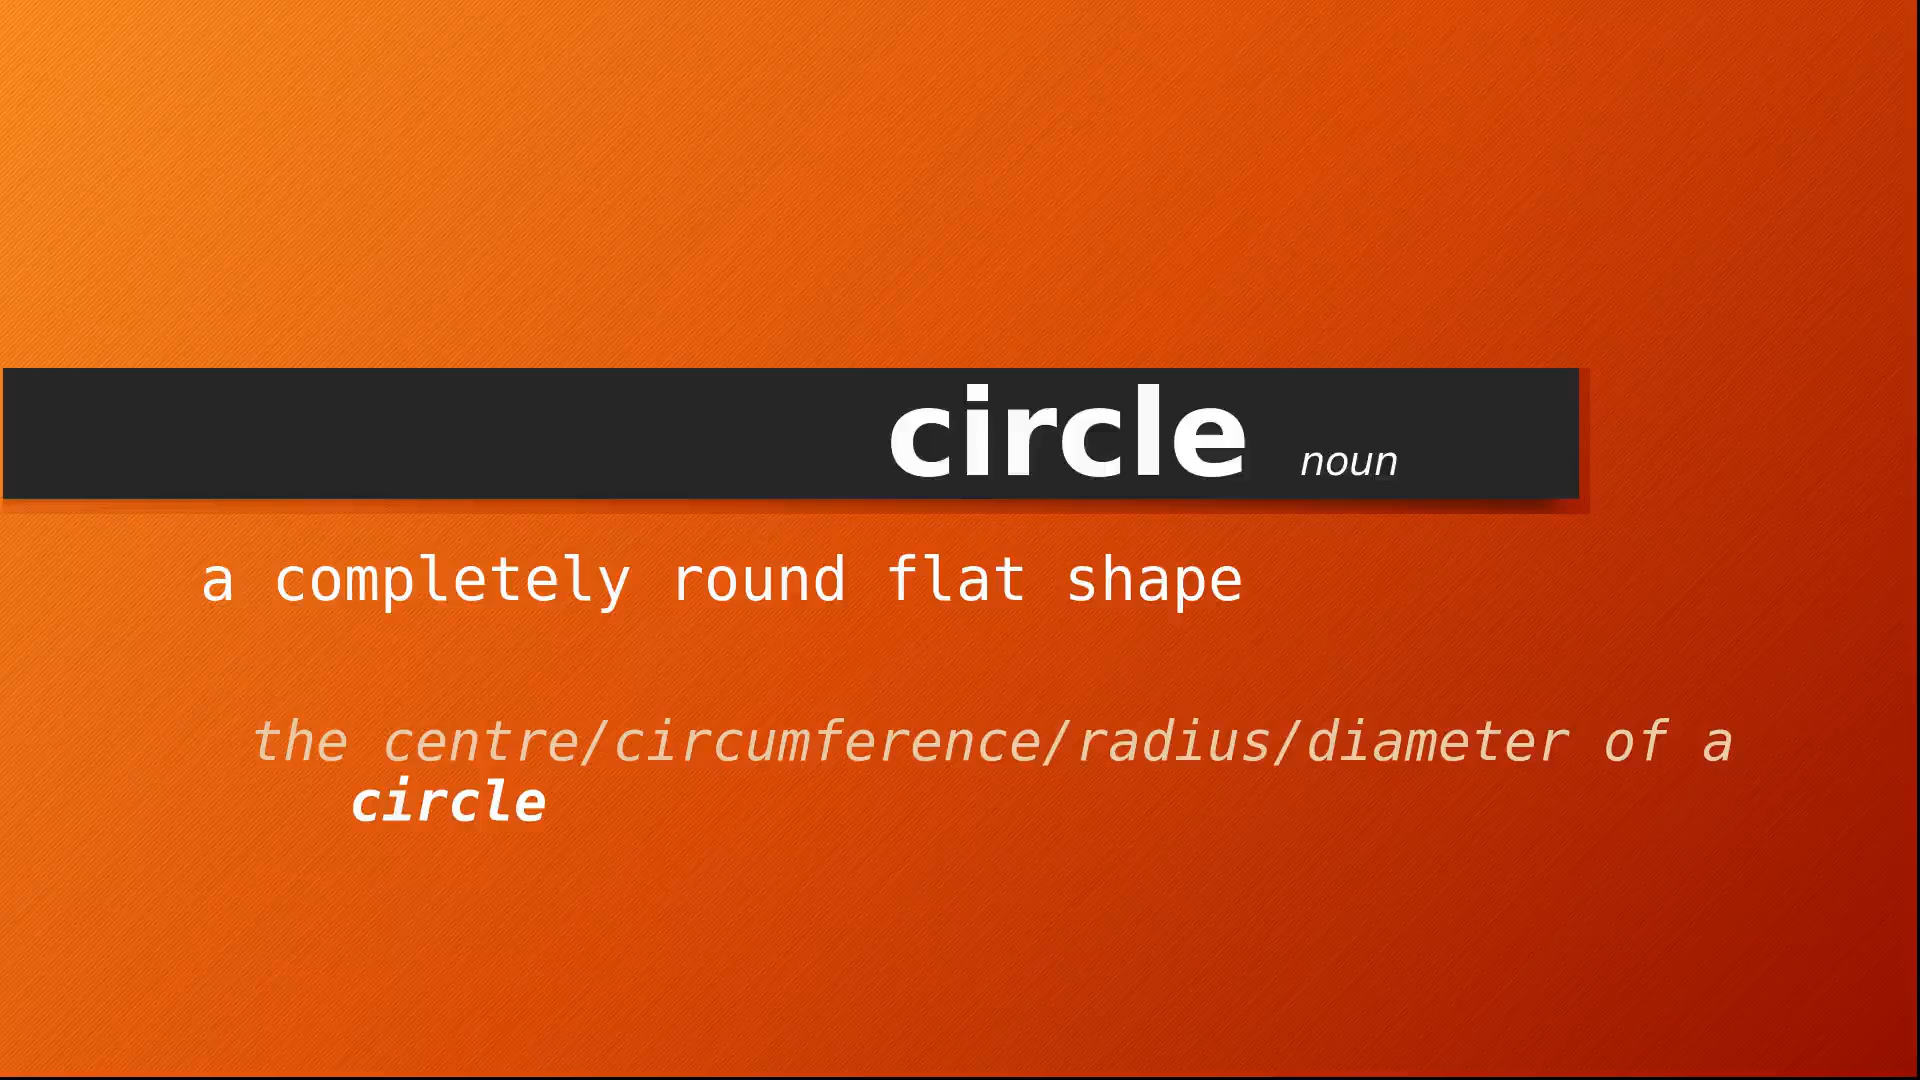 circle noun
a completely round flat shape
the centre/circumference/radius/diameter of a
circle